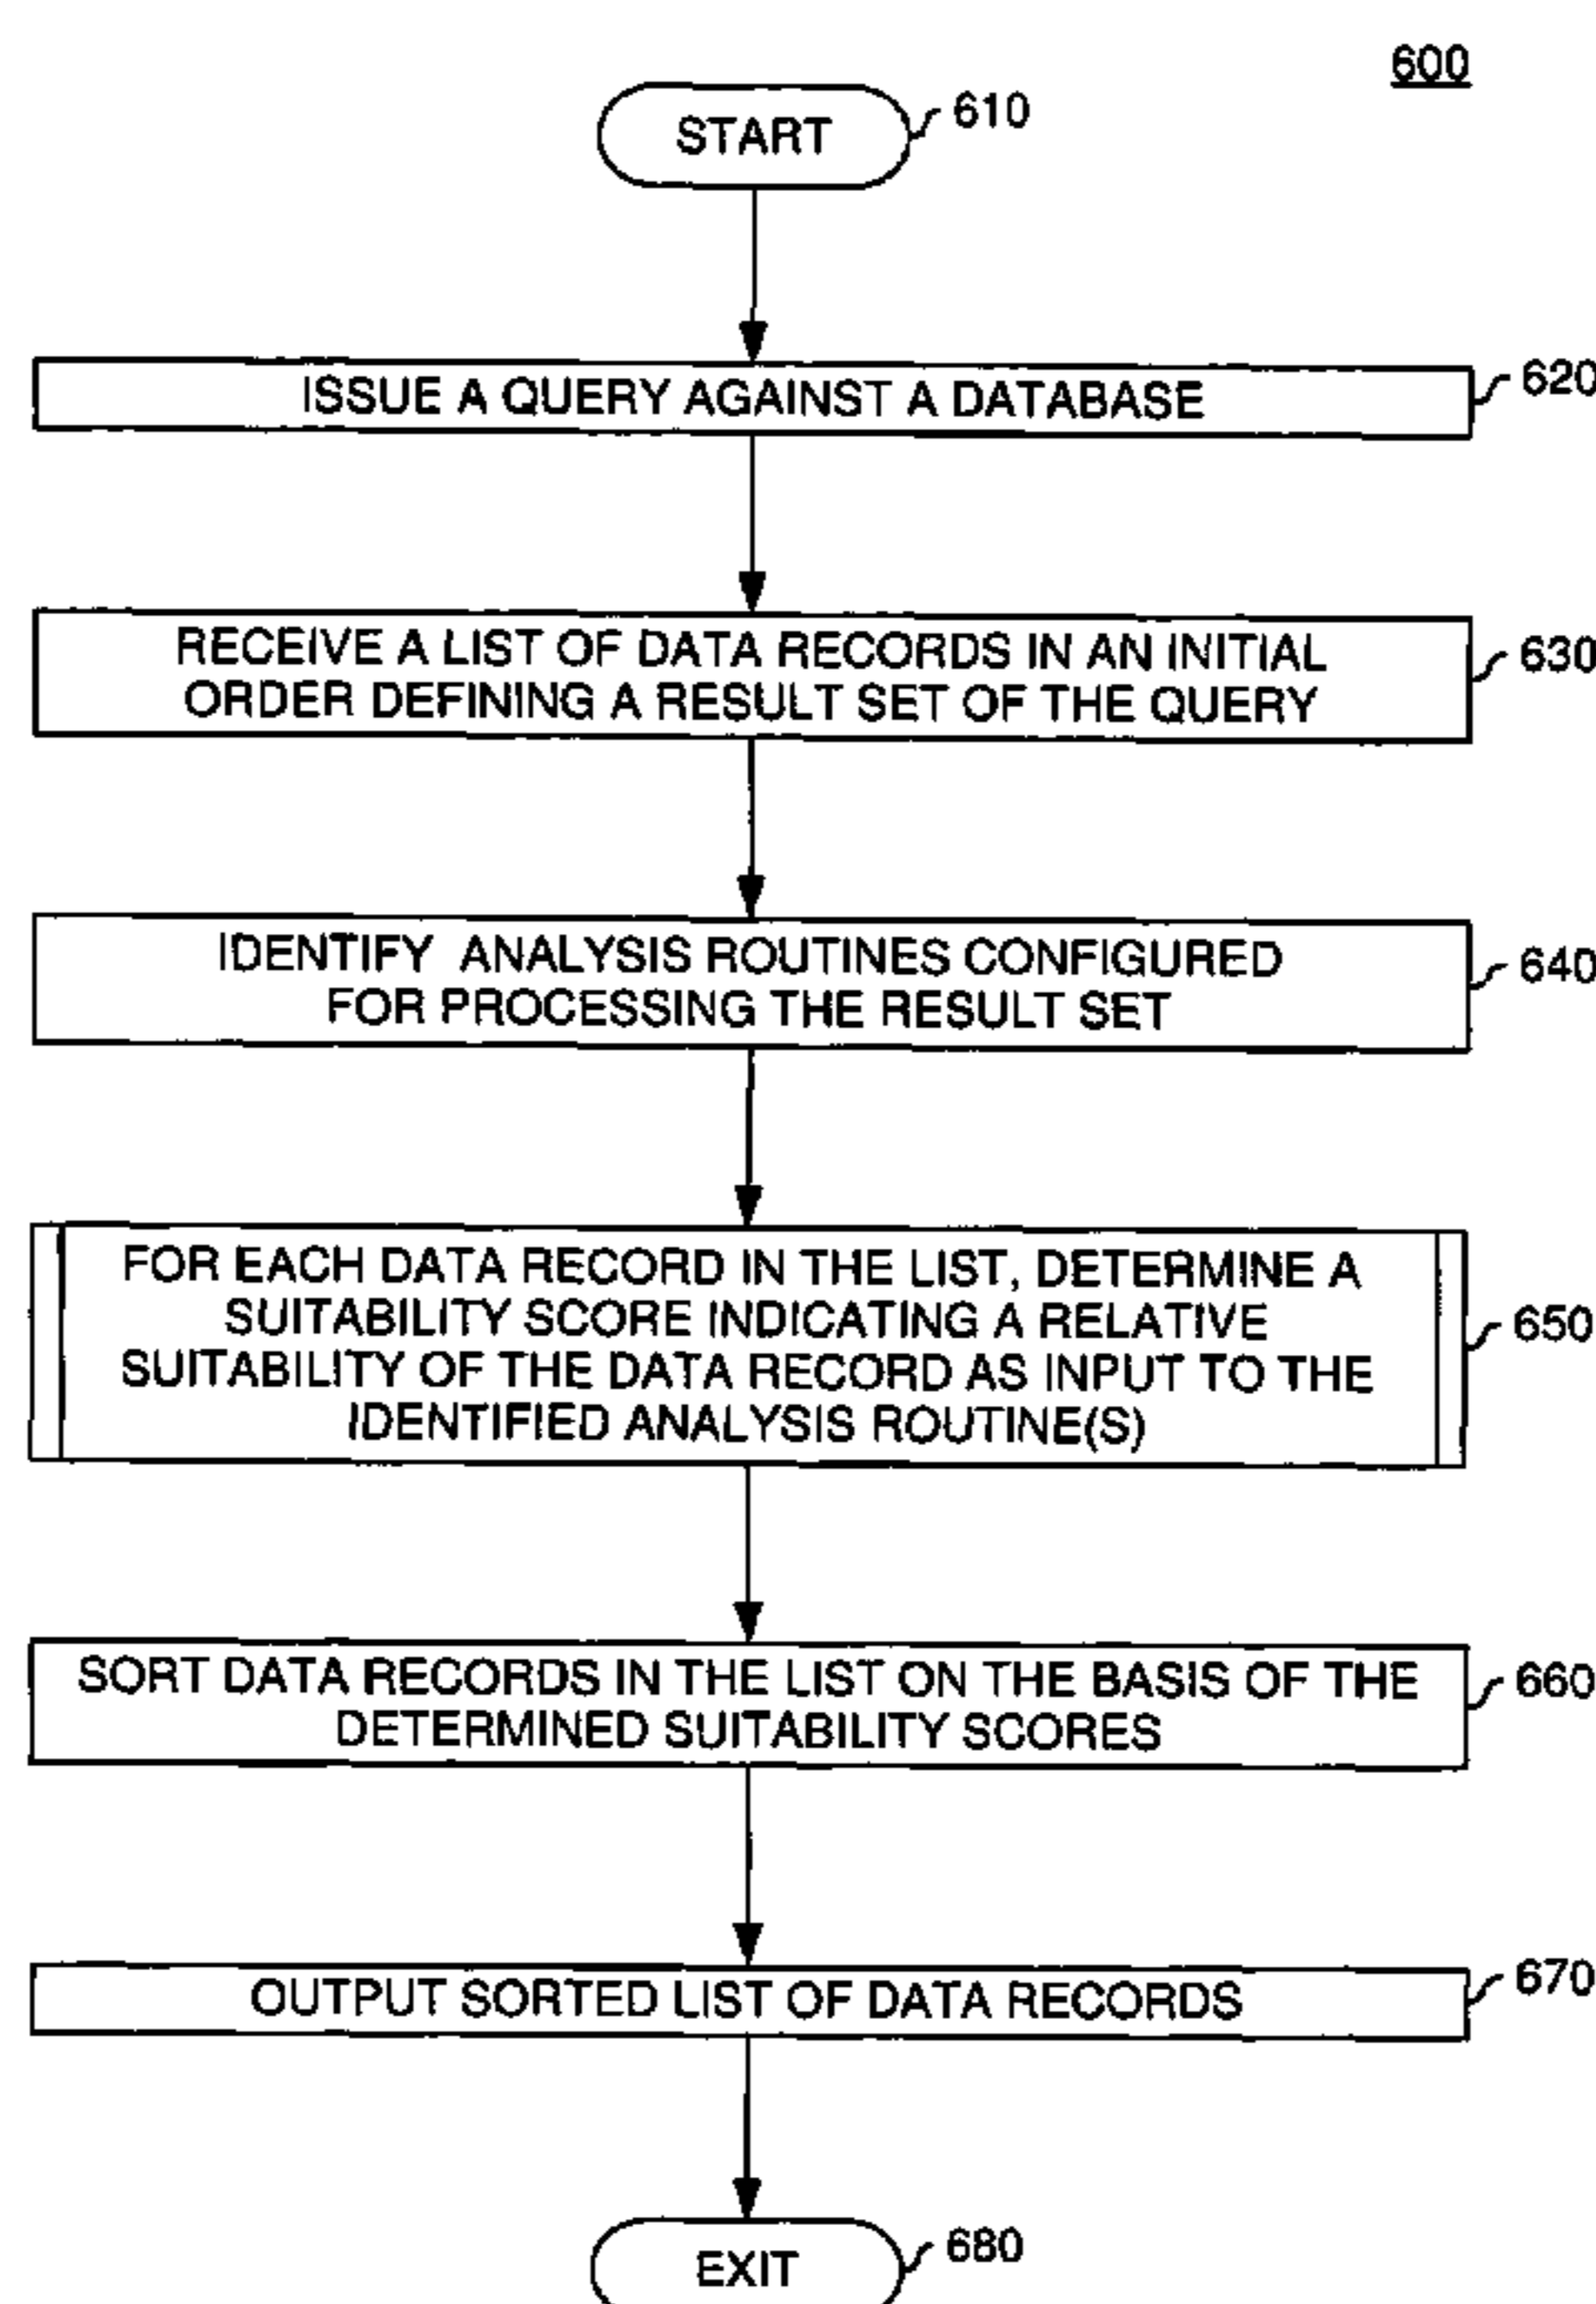 600
START
610
ISSUE A QUERY AGAINST A DATABASE
620
RECEIVE A LIST OF DATA RECORDS IN AN INITIAL
ORDER DEFINING A RESULT SET OF THE QUERY
630
IDENTIFY ANALYSIS ROUTINES CONFIGURED
FOR PROCESSING THE RESULT SET
640
FOR EACH DATA RECORD IN THE LIST, DETERMINE A
SUITABILITY SCORE INDICATING A RELATIVE
SUITABILITY OF THE DATA RECORD AS INPUT TO THE
IDENTIFIED ANALYSIS ROUTINE(S)
650
SORT DATA RECORDS IN THE LIST ON THE BASIS OF THE
DETERMINED SUITABILITY SCORES
660
OUTPUT SORTED LIST OF DATA RECORDS
670
EXIT
680